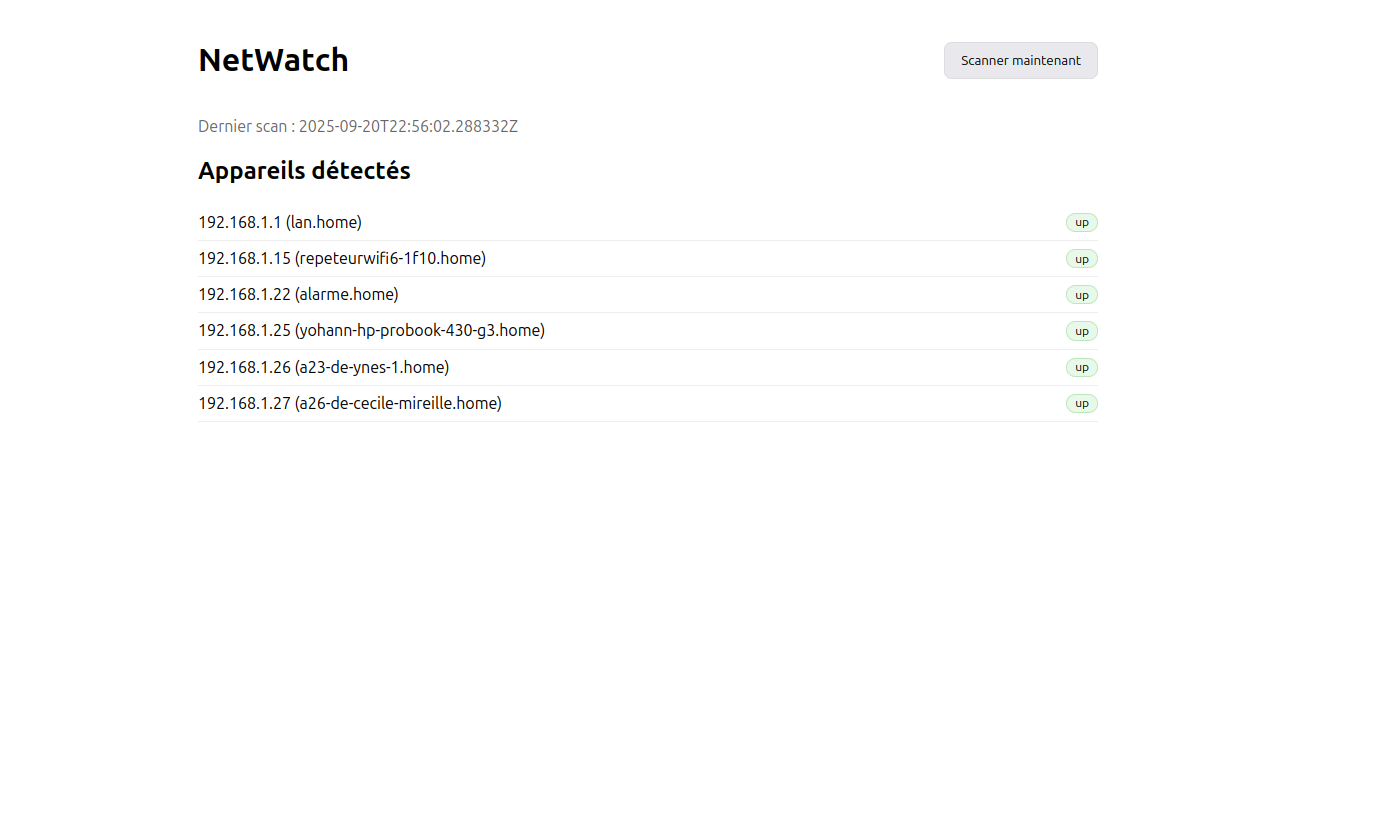 NetWatch
Scanner maintenant
Dernier scan : 2025-09-20T22:56:02.288332Z
Appareils détectés
192.168.1.1 (lan.home) up
192.168.1.15 (repeteurwifi6-1f10.home) up
192.168.1.22 (alarme.home) up
192.168.1.25 (yohann-hp-probook-430-g3.home) up
192.168.1.26 (a23-de-ynes-1.home) up
192.168.1.27 (a26-de-cecile-mireille.home) up